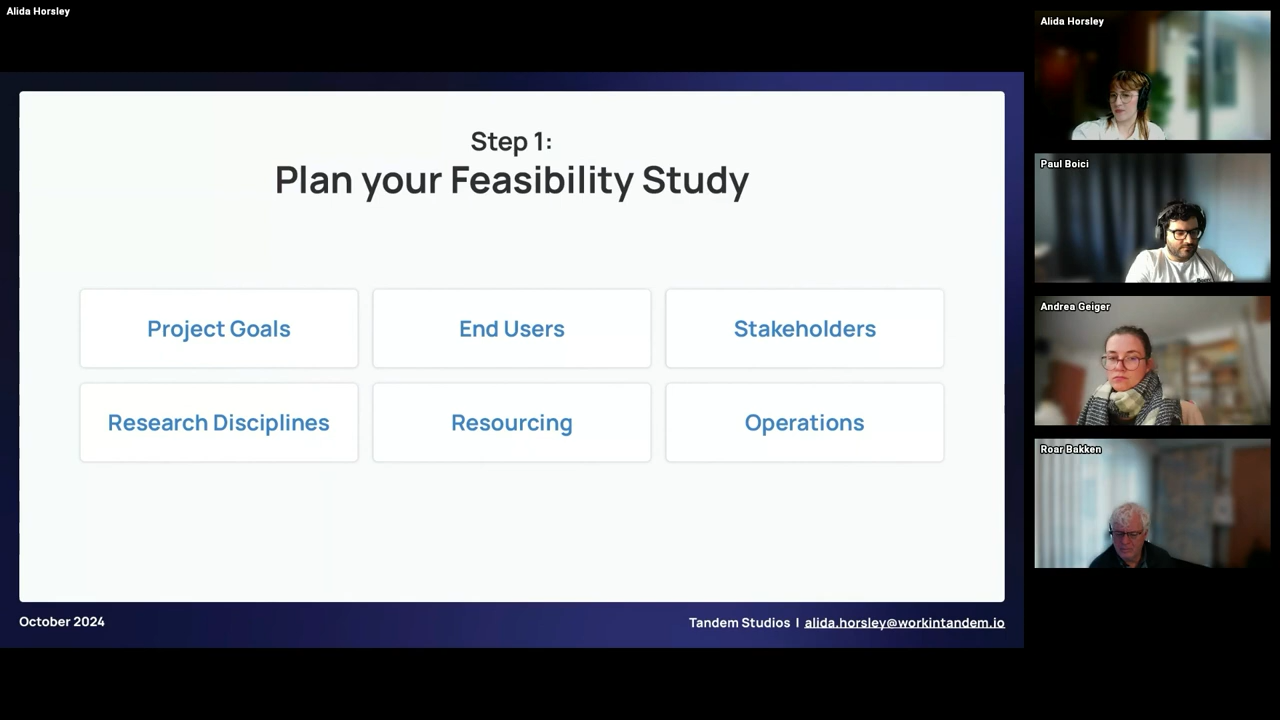 Alida Horsley
Step 1:
Plan your Feasibility Study
Project Goals
End Users
Stakeholders
Research Disciplines
Resourcing
Operations
October 2024
Tandem Studios | alida.horsley@workintandem.io
Alida Horsley
Paul Boici
Andrea Geiger
Roar Bakken